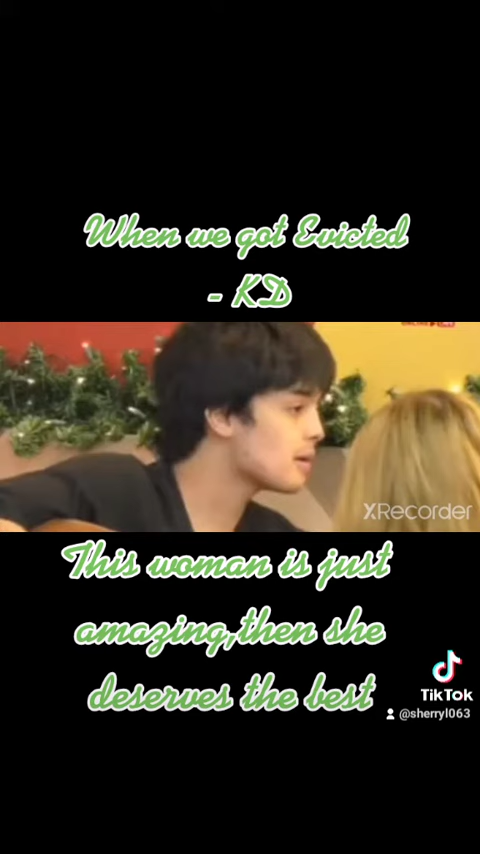 When we got Evicted
- KD
XRecorder
This woman is just
amazing,then she
deserves the best
TikTok
@sherryl063